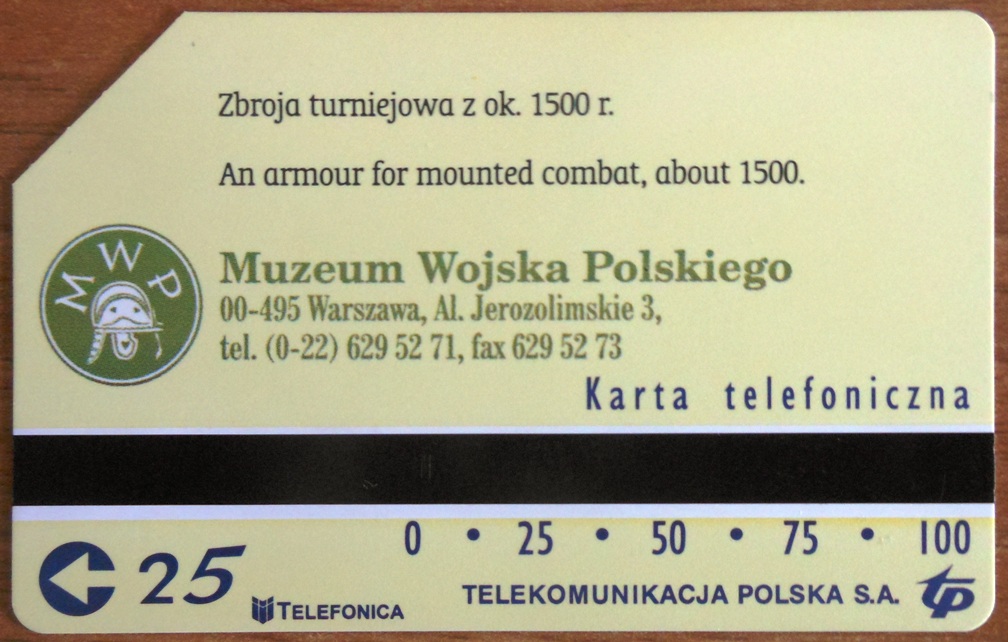 Zbroja turniejowa z ok. 1500 r.
An armour for mounted combat, about 1500.
MWP
Muzeum Wojska Polskiego
00-495 Warszawa, Al. Jerozolimskie 3,
tel. (0-22) 629 52 71, fax 629 52 73
Karta telefoniczna
0 • 25 • 50 • 75 • 100
25
TELEFONICA
TELEKOMUNIKACJA POLSKA S.A.
tp